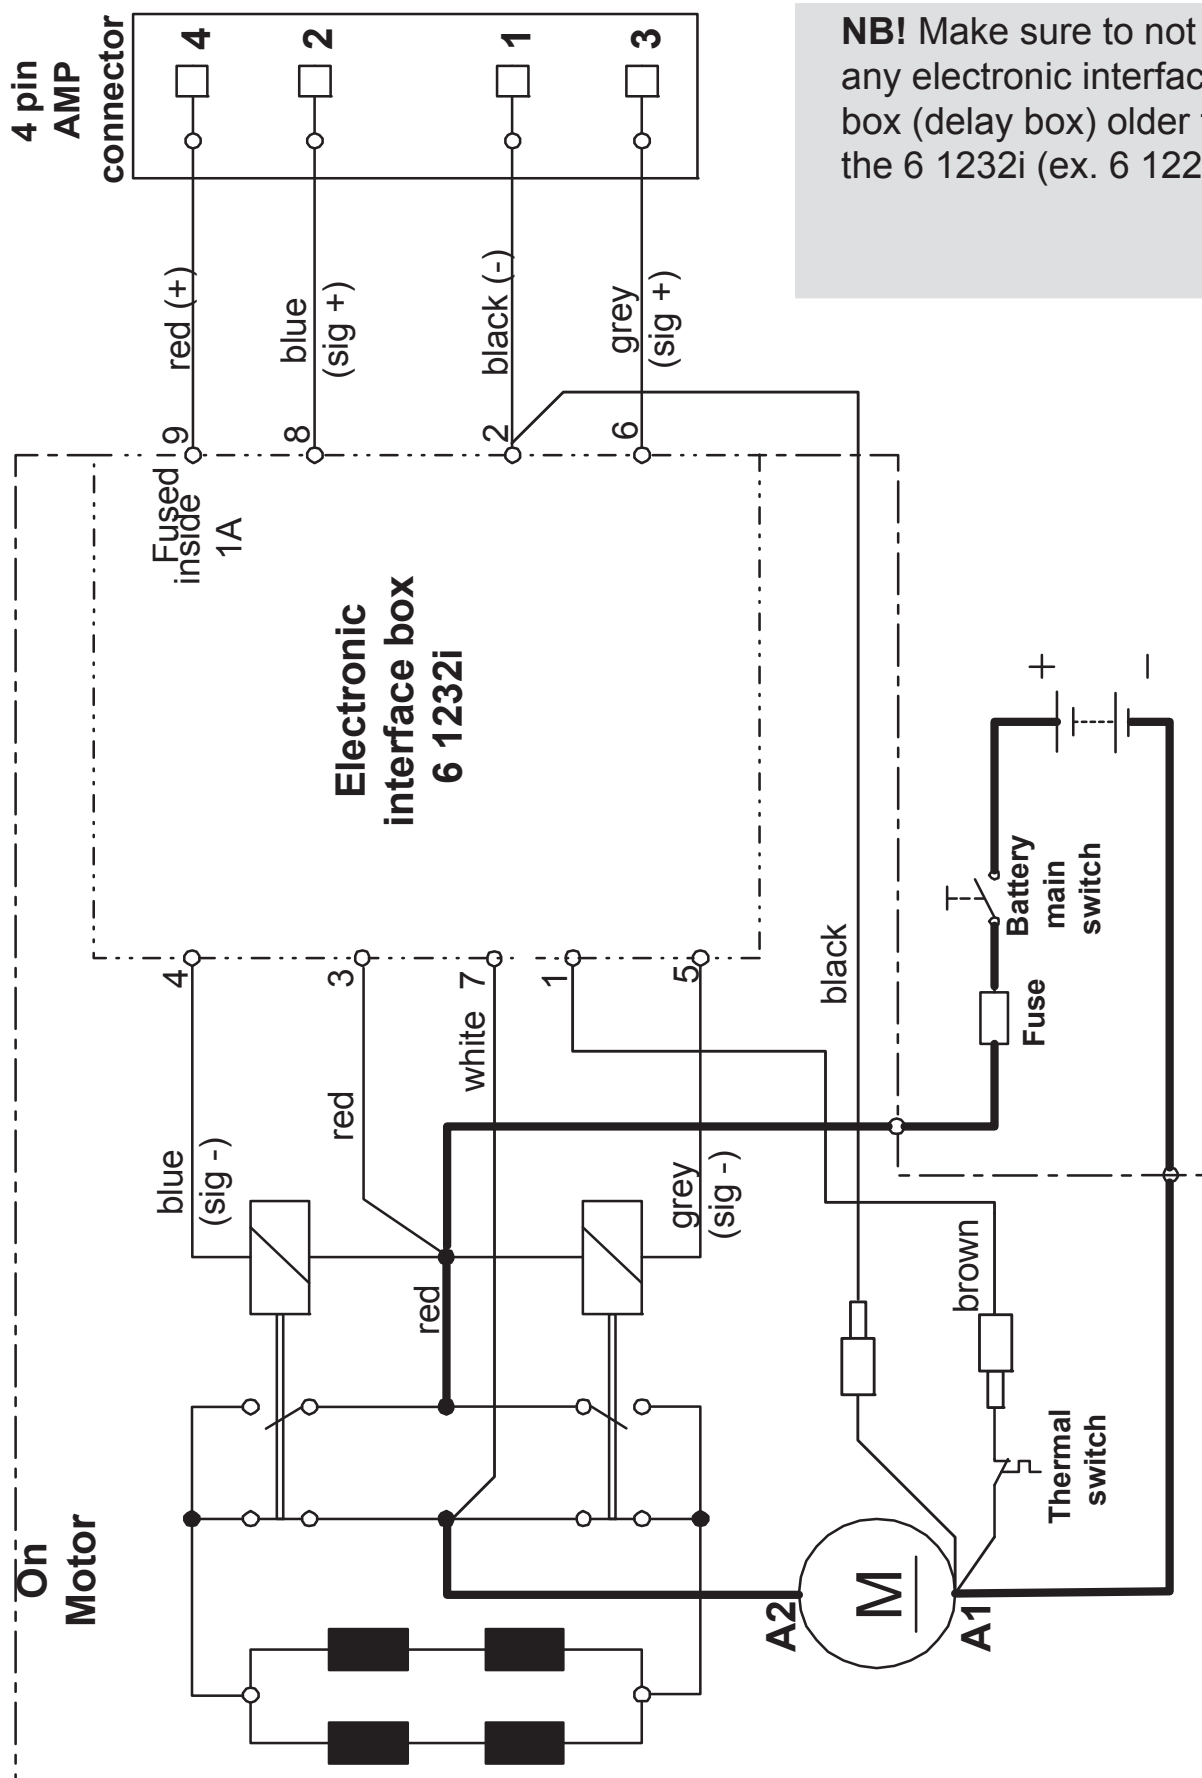 4 pin
AMP
connector
4
2
1
3
NB! Make sure to not
any electronic interfac
box (delay box) older
the 6 1232i (ex. 6 122
red (+)
blue
(sig +)
black (-)
grey
(sig +)
9
8
2
6
Fused
inside
1A
Electronic
interface box
6 1232i
+
-
Battery
main
switch
Fuse
black
4
3
7
1
5
white
red
blue
(sig -)
grey
(sig -)
red
brown
Thermal
switch
On
Motor
M
A2
A1